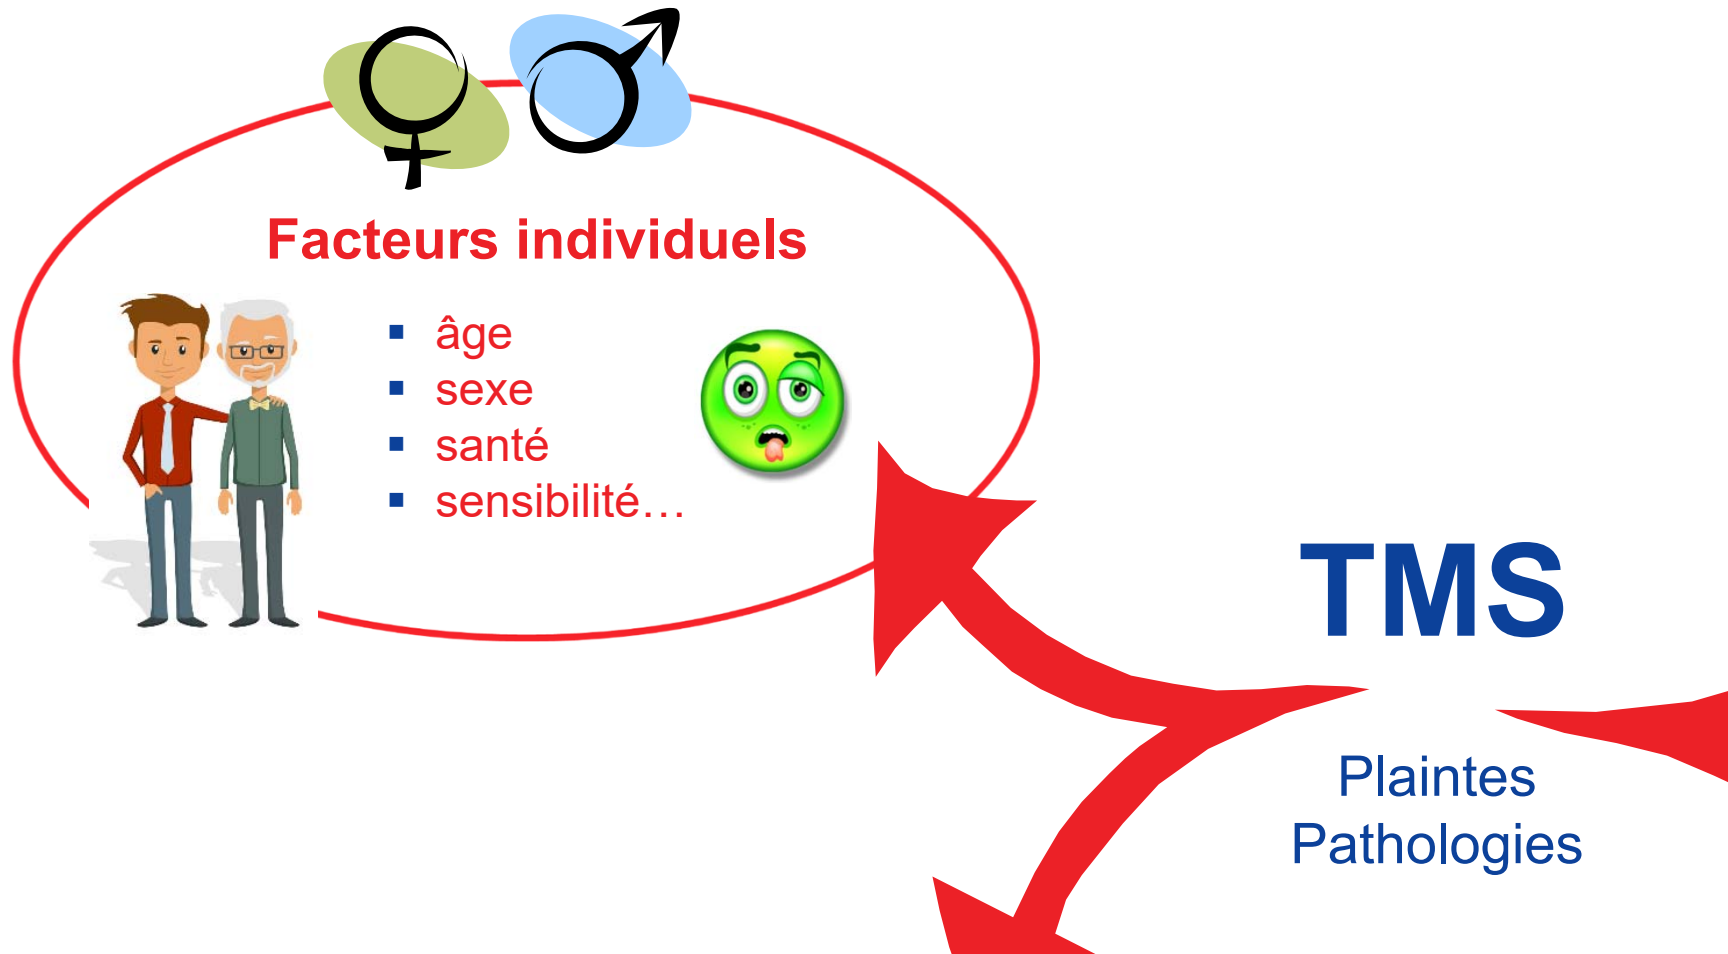 Facteurs individuels
▪ âge
▪ sexe
▪ santé
▪ sensibilité…
TMS
Plaintes
Pathologies